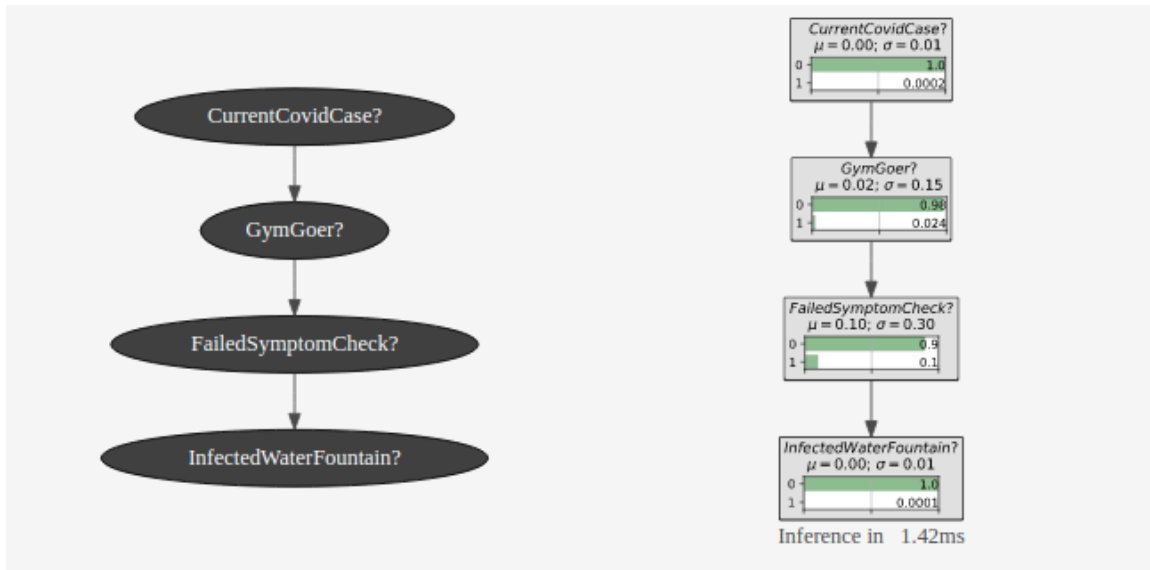 CurrentCovidCase?
GymGoer?
FailedSymptomCheck?
InfectedWaterFountain?
CurrentCovidCase?
μ = 0.00; σ = 0.01
0 1.0
1 0.0002
GymGoer?
μ = 0.02; σ = 0.15
0 0.98
1 0.024
FailedSymptomCheck?
μ = 0.10; σ = 0.30
0 0.9
1 0.1
InfectedWaterFountain?
μ = 0.00; σ = 0.01
0 1.0
1 0.0001
Inference in 1.42ms